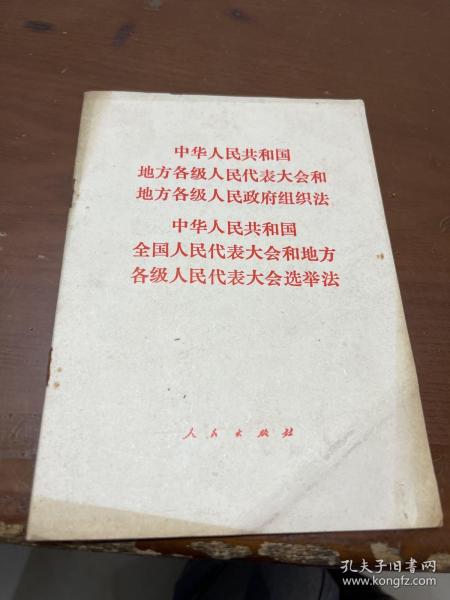 中华人民共和国
地方各级人民代表大会和
地方各级人民政府组织法
中华人民共和国
全国人民代表大会和地方
各级人民代表大会选举法
人民出版社
孔夫子旧书网
www.kongfz.com